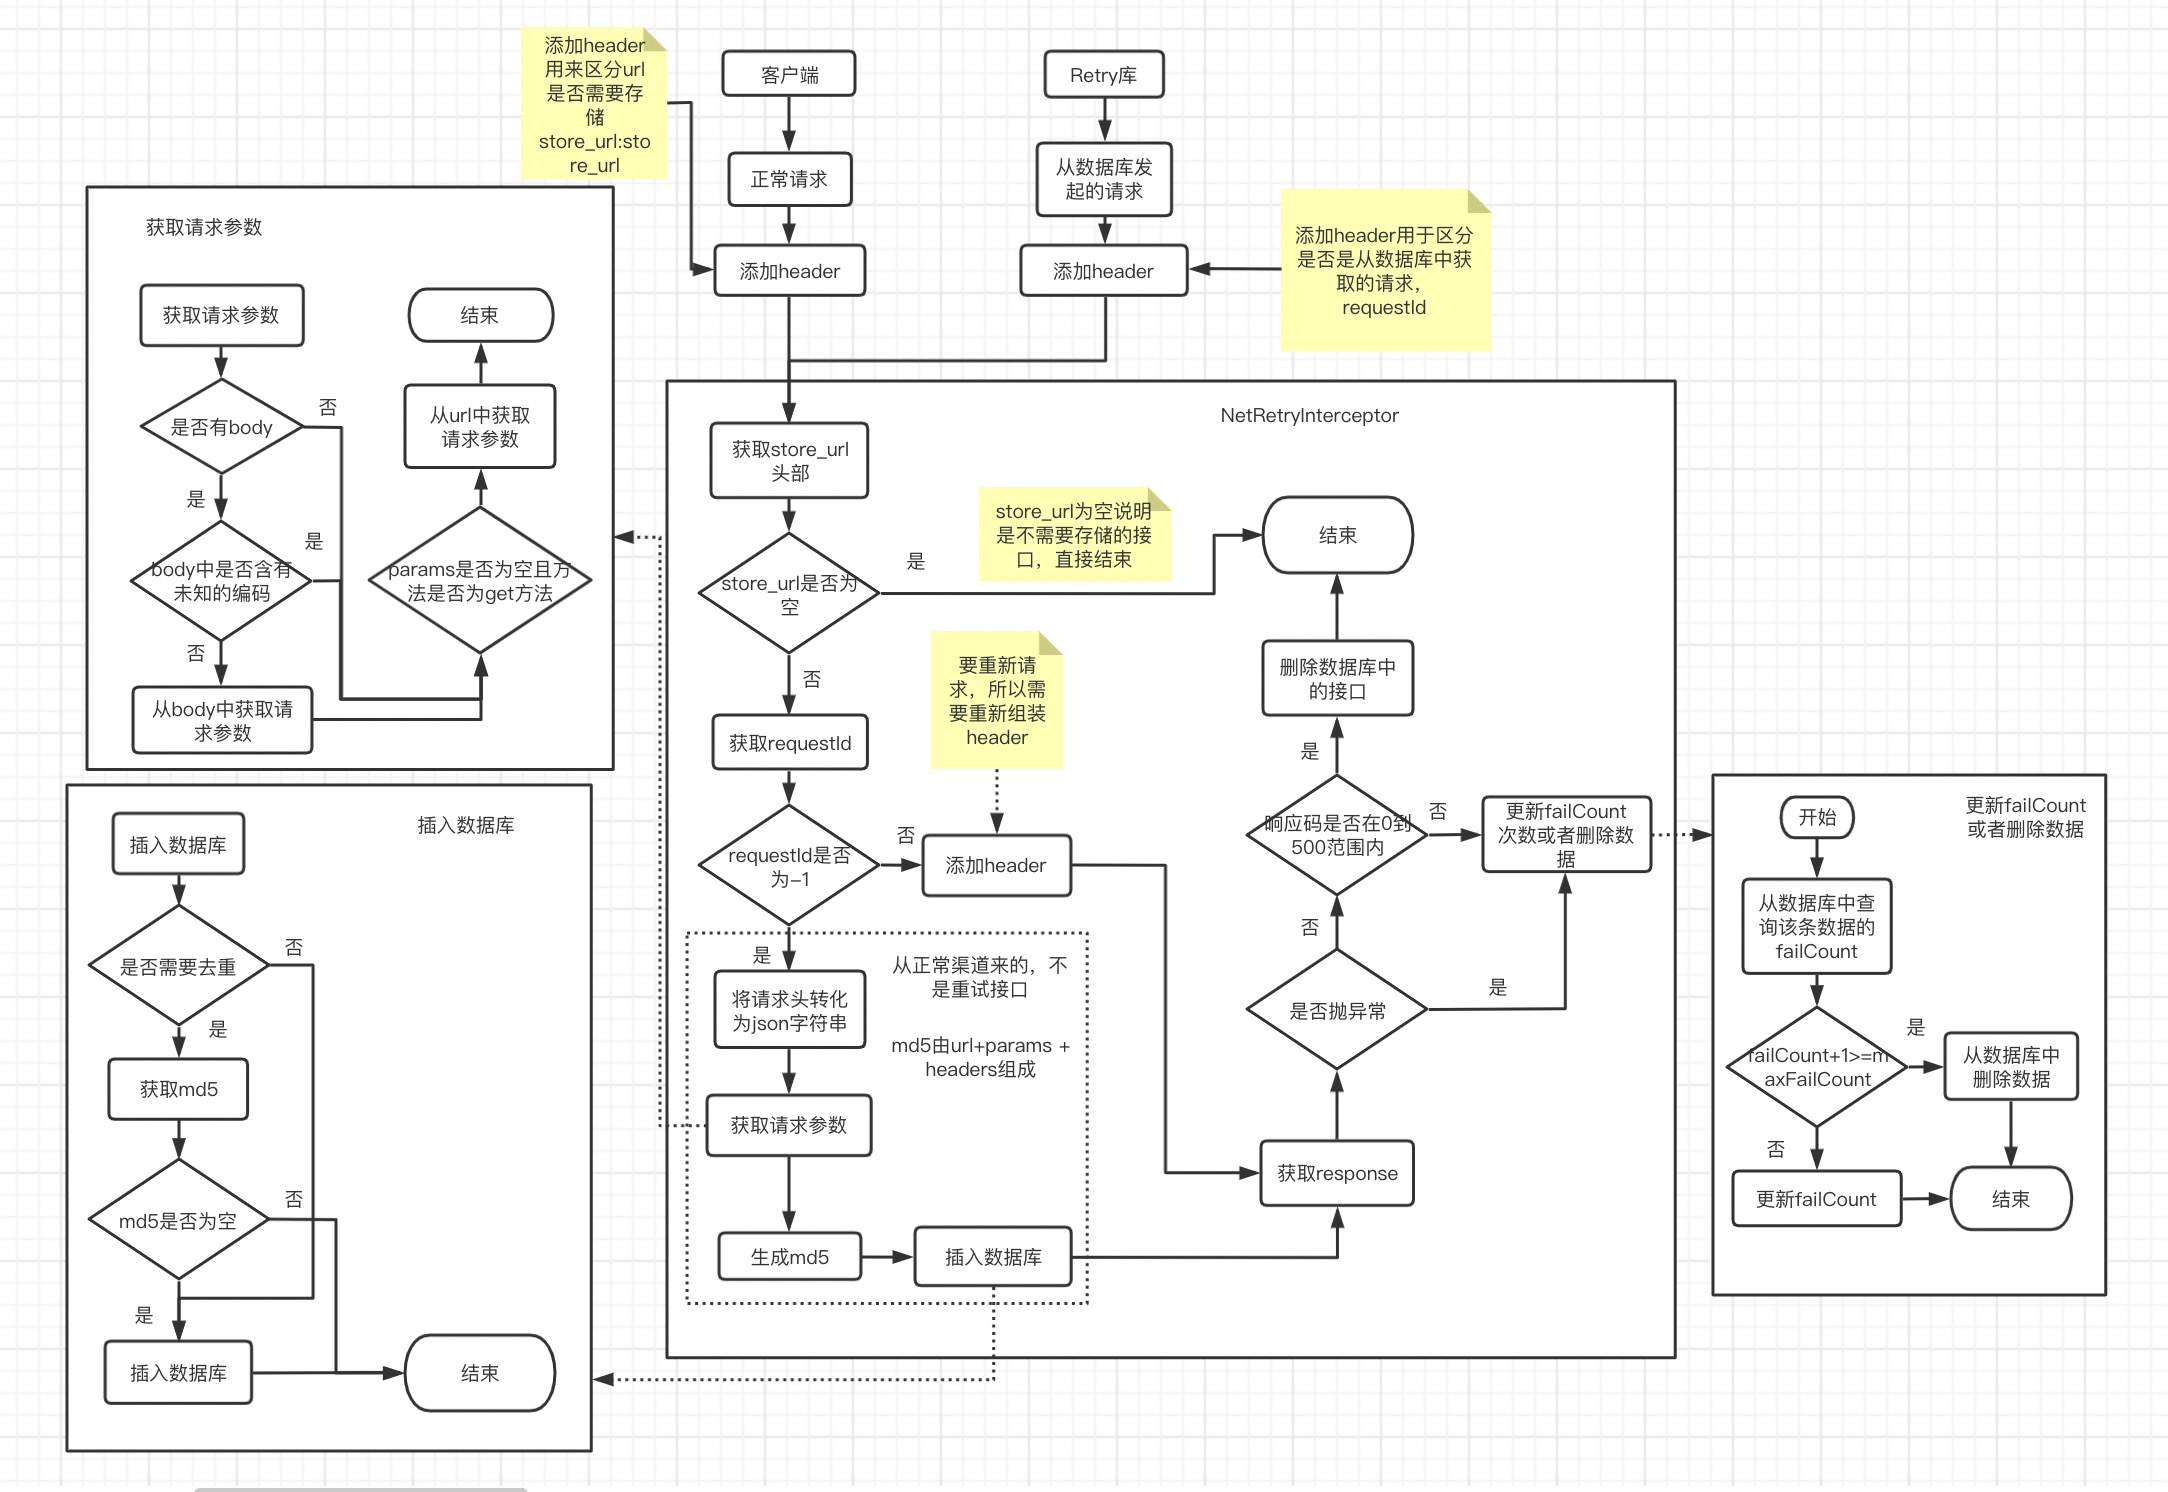 添加header
用来区分url
是否需要存
储
store_url:sto
re_url
客户端
正常请求
添加header
Retry库
从数据库发
起的请求
添加header
添加header用于区分
是否是从数据库中获
取的请求，
requestId
获取请求参数
获取请求参数
是否有body
否
是
body中是否含有
未知的编码
是
否
从body中获取请
求参数
结束
从url中获取
请求参数
params是否为空且方
法是否为get方法
NetRetryInterceptor
获取store_url
头部
store_url是否为
空
是
store_url为空说明
是不需要存储的接
口，直接结束
否
获取requestId
要重新请
求，所以需
要重新组装
header
requestId是否
为-1
否
添加header
是
从正常渠道来的，不
是重试接口
md5由url+params +
headers组成
将请求头转化
为json字符串
获取请求参数
生成md5
插入数据库
结束
删除数据库中
的接口
是
响应码是否在0到
500范围内
否
更新failCount
次数或者删除数
据
否
是否抛异常
是
获取response
插入数据库
插入数据库
是否需要去重
否
是
获取md5
md5是否为空
否
是
插入数据库
结束
更新failCount
或者删除数据
开始
从数据库中查
询该条数据的
failCount
failCount+1>=m
axFailCount
是
从数据库中
删除数据
否
更新failCount
结束